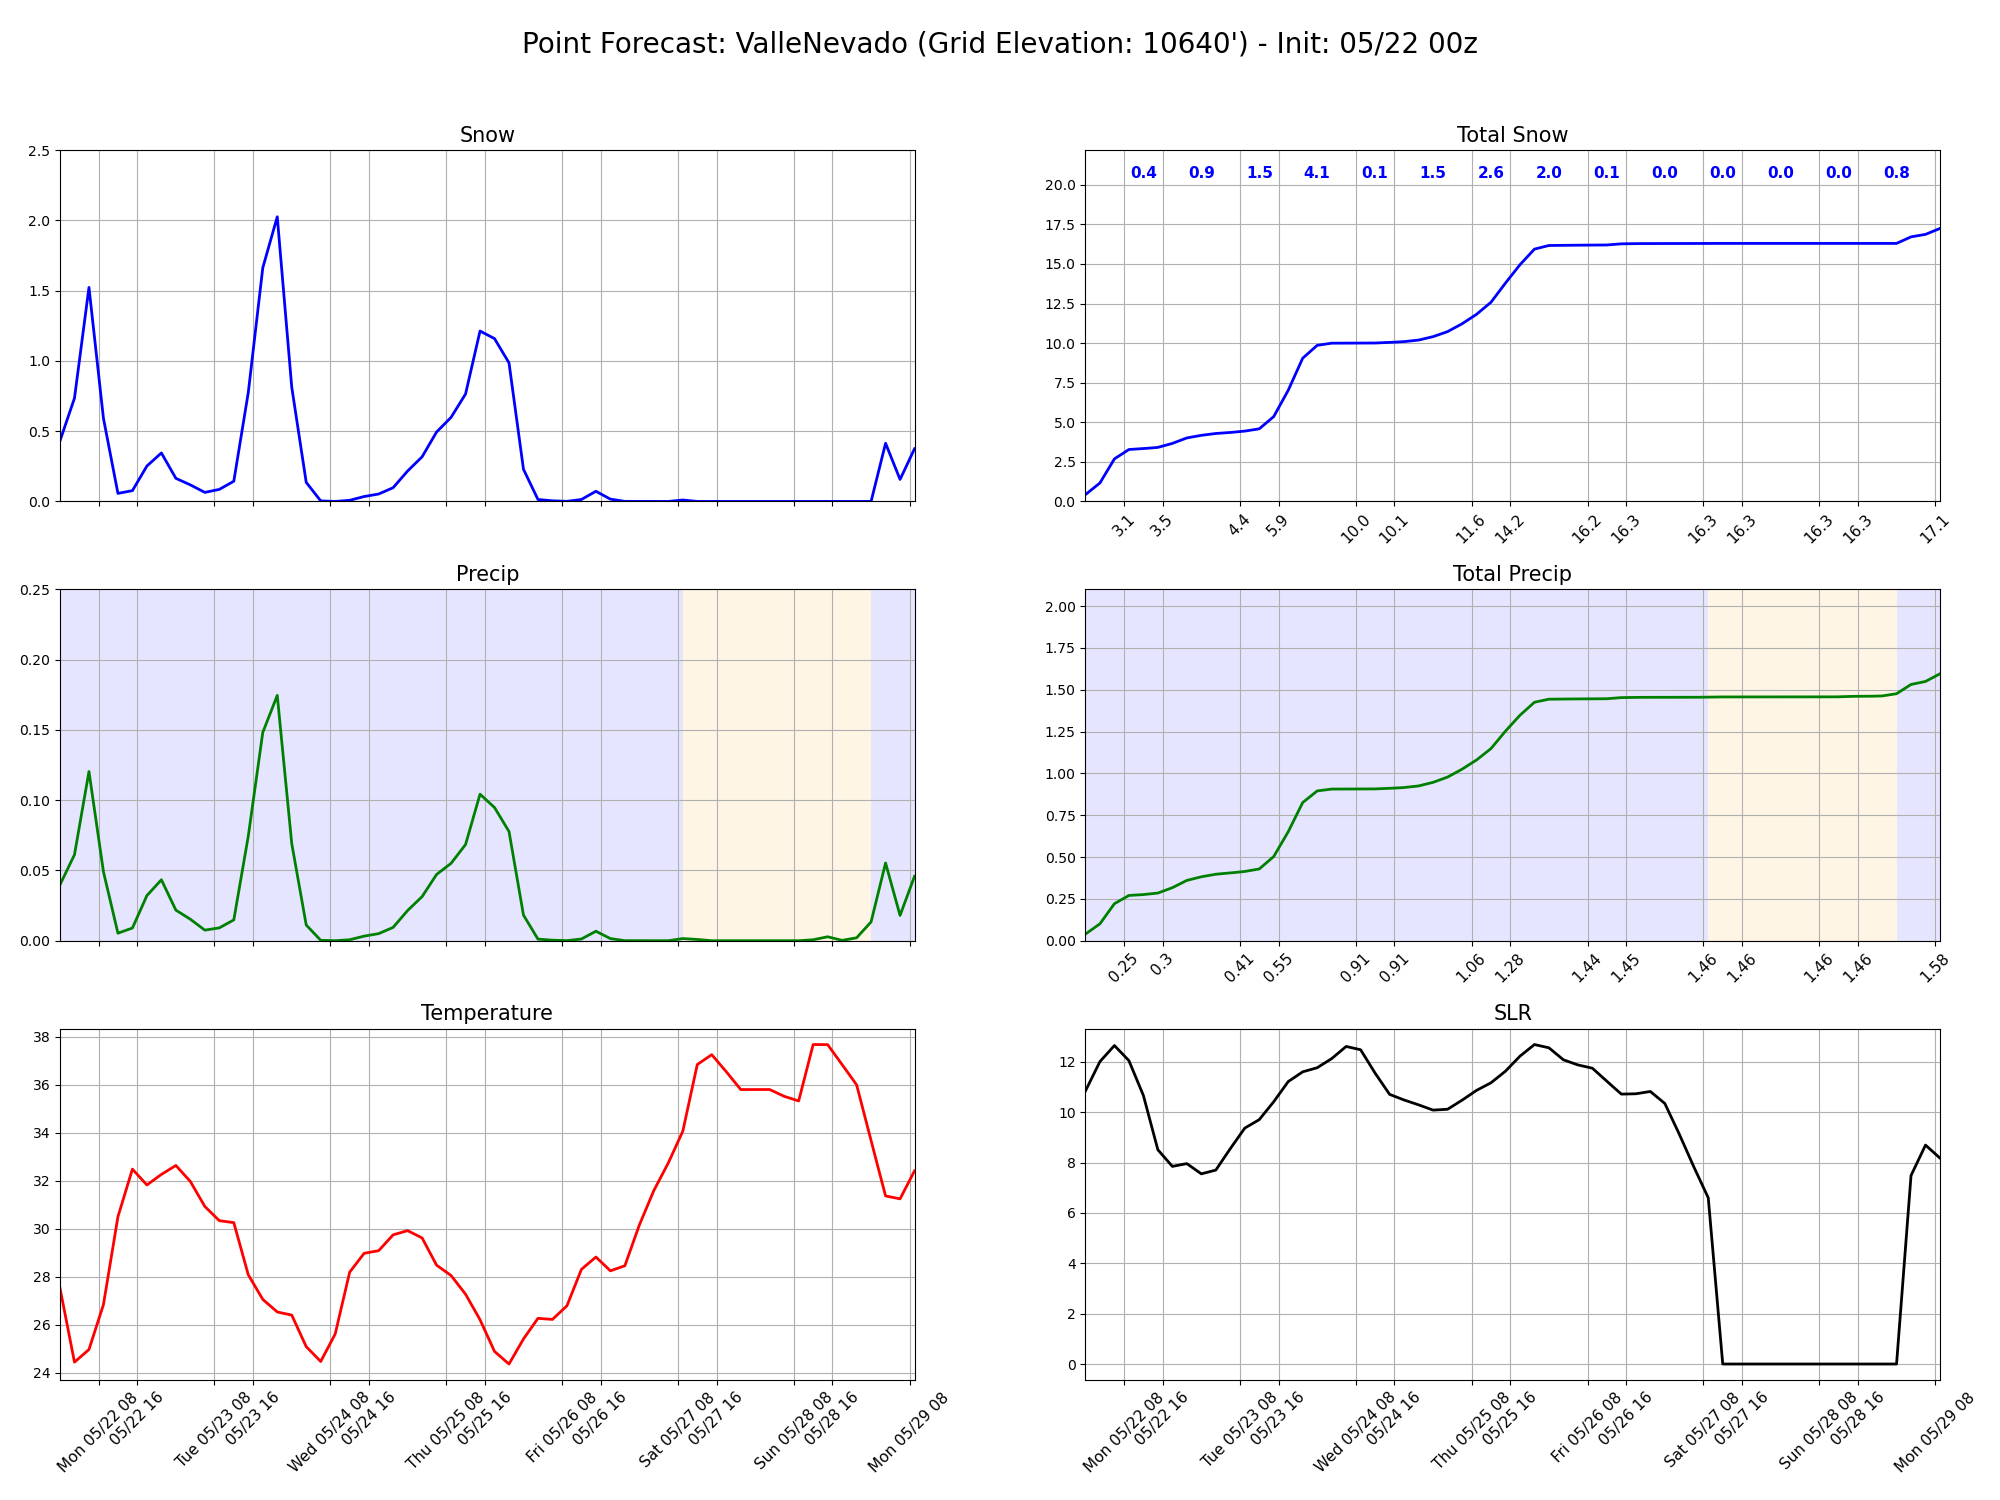 Point Forecast: ValleNevado (Grid Elevation: 10640') - Init: 05/22 00z
Snow
2.5
2.0
1.5
1.0
0.5
0.0
Total Snow
0.4 0.9 1.5 4.1 0.1 1.5 2.6 2.0 0.1 0.0 0.0 0.0 0.0 0.8
20.0
17.5
15.0
12.5
10.0
7.5
5.0
2.5
0.0
3.1 3.5 4.4 5.9 10.0 10.1 11.6 14.2 16.2 16.3 16.3 16.3 16.3 16.3 17.1
Precip
0.25
0.20
0.15
0.10
0.05
0.00
Total Precip
2.00
1.75
1.50
1.25
1.00
0.75
0.50
0.25
0.00
0.25 0.3 0.41 0.55 0.91 0.91 1.06 1.28 1.44 1.45 1.46 1.46 1.46 1.46 1.58
Temperature
38
36
34
32
30
28
26
24
Mon 05/22 08
05/22 16
Tue 05/23 08
05/23 16
Wed 05/24 08
05/24 16
Thu 05/25 08
05/25 16
Fri 05/26 08
05/26 16
Sat 05/27 08
05/27 16
Sun 05/28 08
05/28 16
Mon 05/29 08
SLR
12
10
8
6
4
2
0
Mon 05/22 08
05/22 16
Tue 05/23 08
05/23 16
Wed 05/24 08
05/24 16
Thu 05/25 08
05/25 16
Fri 05/26 08
05/26 16
Sat 05/27 08
05/27 16
Sun 05/28 08
05/28 16
Mon 05/29 08